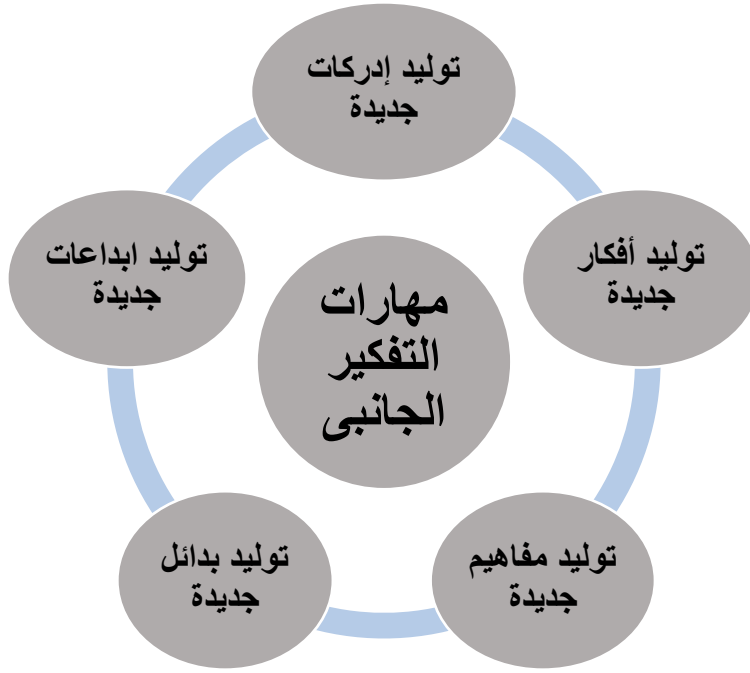 توليد إدركات
جديدة
توليد أفكار
جديدة
توليد مفاهيم
جديدة
توليد بدائل
جديدة
توليد ابداعات
جديدة
مهارات
التفكير
الجانبى